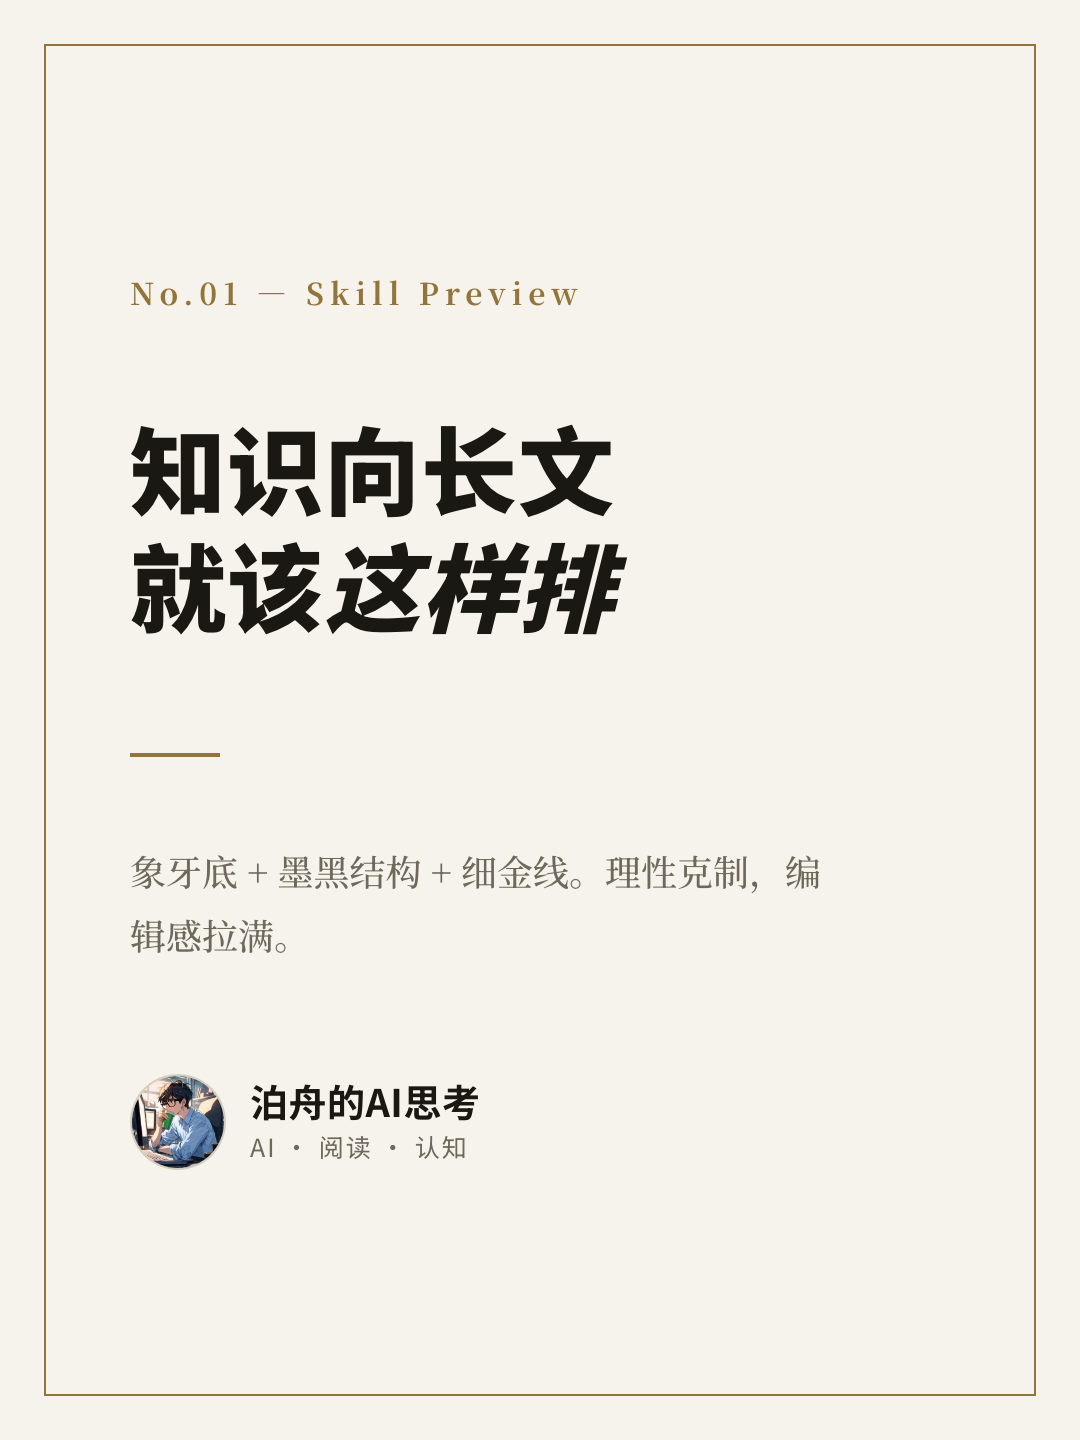 No.01 — Skill Preview
知识向长文
就该这样排
象牙底 + 墨黑结构 + 细金线。理性克制，编
辑感拉满。
泊舟的AI思考
AI · 阅读 · 认知